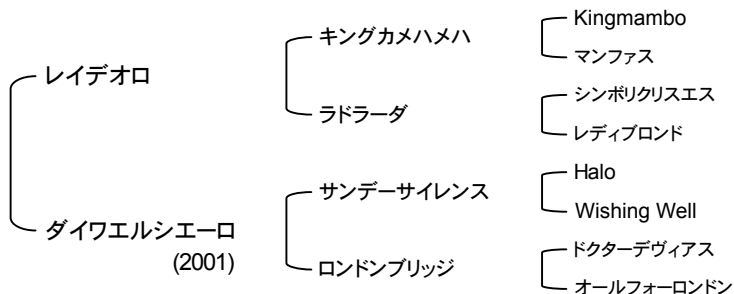 レイデオロ
ダイワエルシエーロ
(2001)
キングカメハメハ
ラドラーダ
サンデーサイレンス
ロンドンブリッジ
Kingmambo
マンファス
シンボリクリスエス
レディブロンド
Halo
Wishing Well
ドクターデヴィアス
オールフォーロンドン